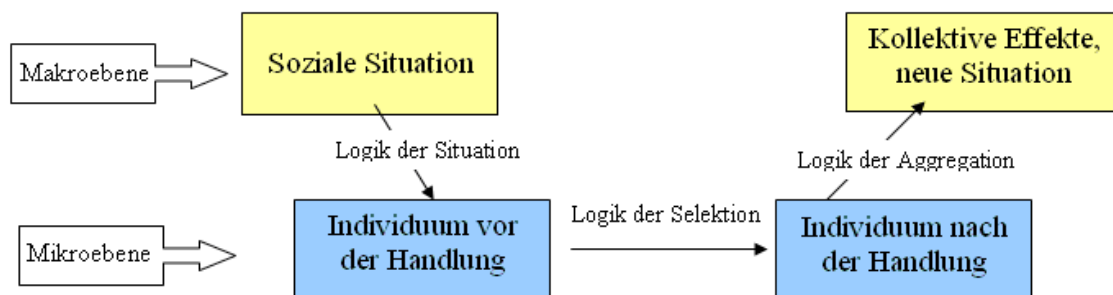 Makroebene
Soziale Situation
Kollektive Effekte,
neue Situation
Logik der Situation
Logik der Aggregation
Mikroebene
Individuum vor
der Handlung
Logik der Selektion
Individuum nach
der Handlung